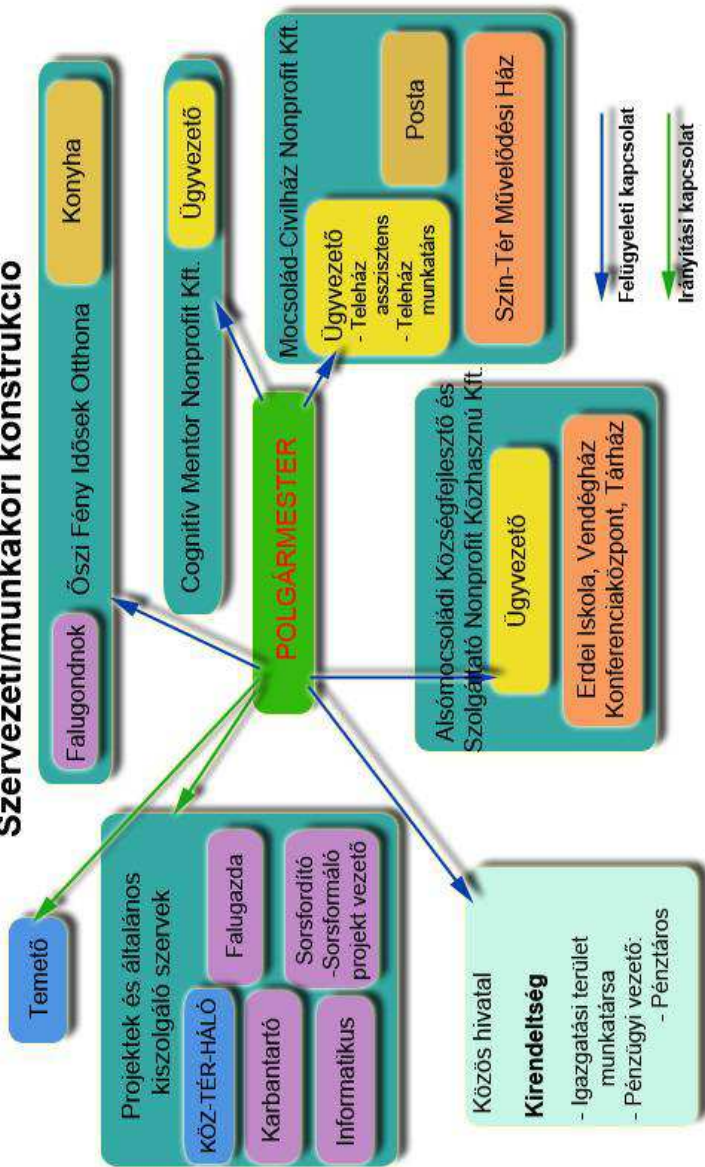 Szervezeti/munkaköri konstrukció
Temető
Projektek és általános
kiszolgáló szervek
KÖZ-TÉR-HÁLÓ
Falugazda
Karbantartó
Sorsfordító
-Sorsformáló
projekt vezető
Informatikus
Közös hivatal
Kirendeltség
- Igazgatási terület
munkatársa
- Pénzügyi vezető:
- Pénztáros
Falugondnok
Őszi Fény Idősek Otthona
Konyha
Cognitív Mentor Nonprofit Kft.
Ügyvezető
POLGÁRMESTER
Mocsolád-Civilház Nonprofit Kft.
Ügyvezető
- Teleház
asszisztens
- Teleház
munkatárs
Posta
Szín-Tér Művelődési Ház
Alsómocsoládi Községfejlesztő és
Szolgáltató Nonprofit Közhasznú Kft.
Ügyvezető
Erdei Iskola, Vendégház
Konferenciaközpont, Tárház
Felügyeleti kapcsolat
Irányítási kapcsolat